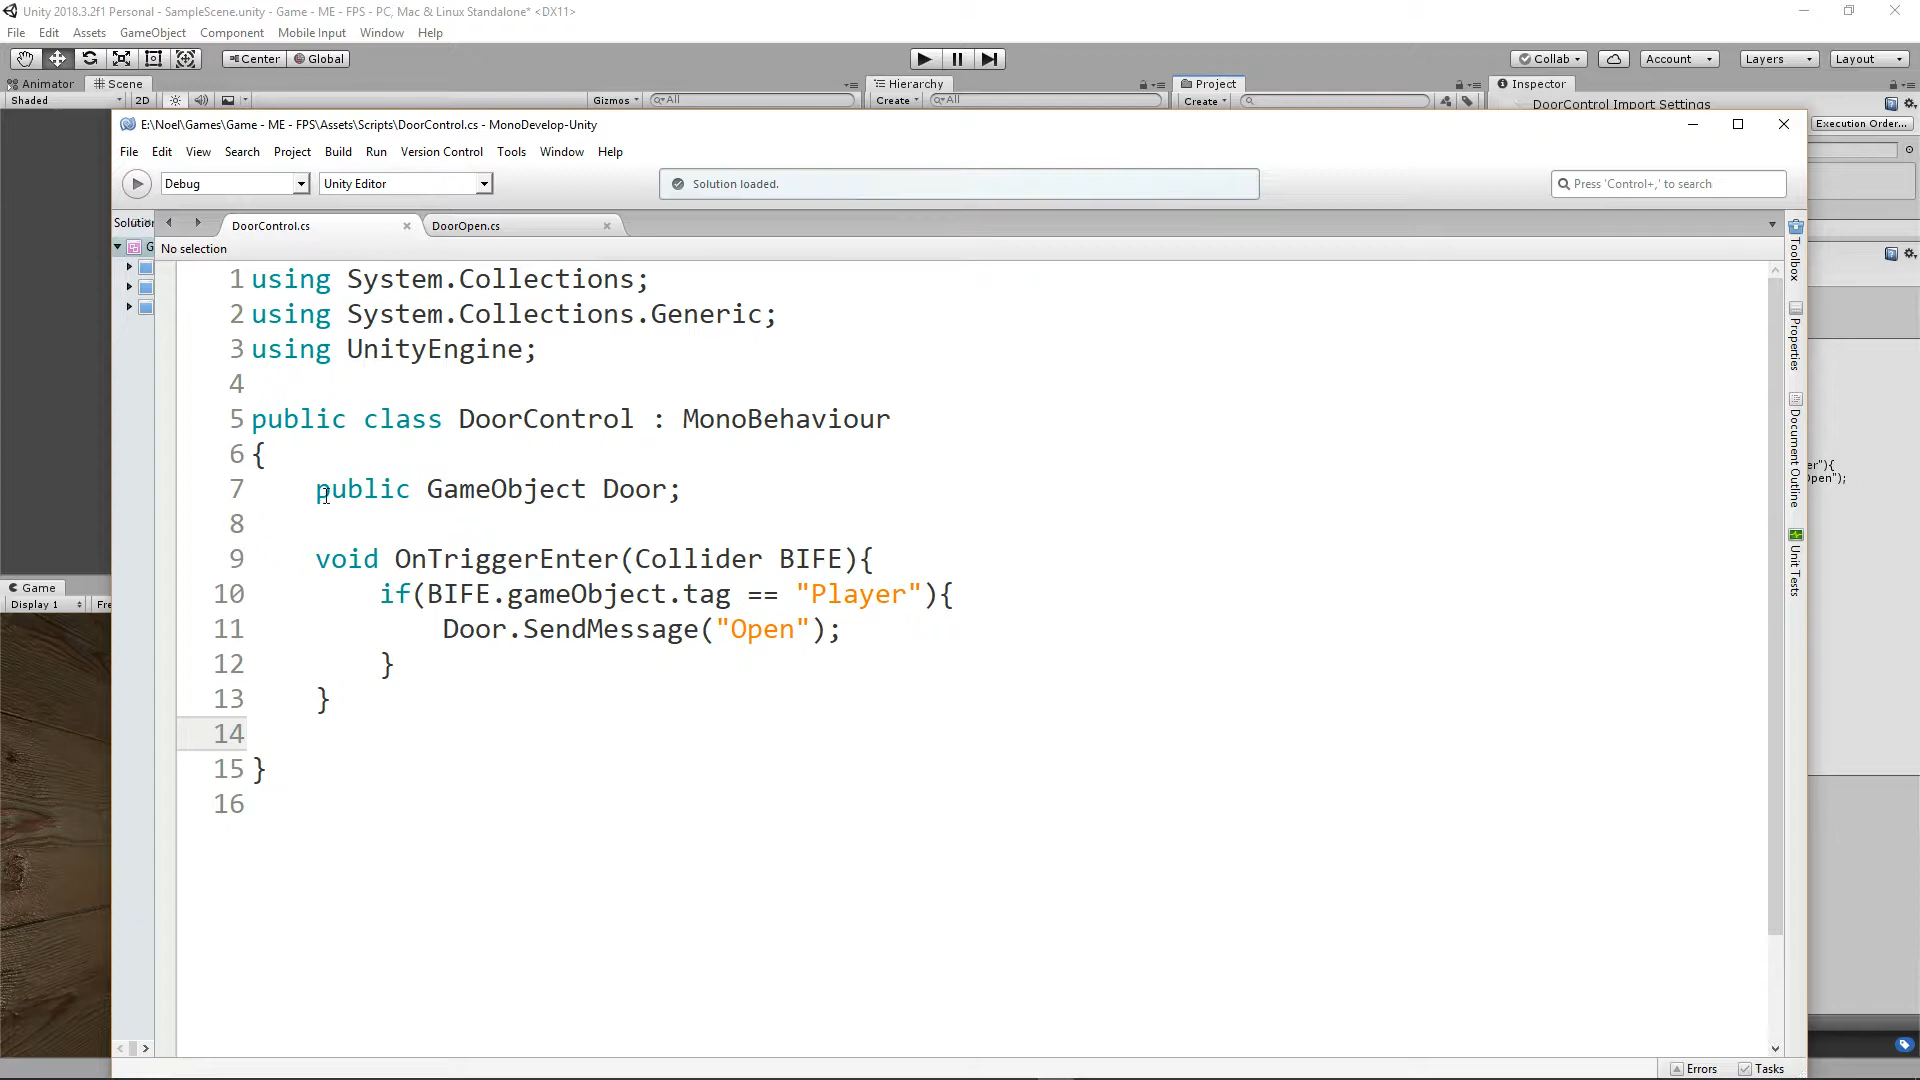 Unity 2018.3.2f1 Personal - SampleScene.unity - Game - ME - FPS - PC, Mac & Linux Standalone* <DX11>
File Edit Assets GameObject Component Mobile Input Window Help
Center Global Collab Account Layers Layout
Animator Scene Hierarchy Project Inspector
Shaded 2D Gizmos All Create All Create DoorControl Import Settings
E:\Noel\Games\Game - ME - FPS\Assets\Scripts\DoorControl.cs - MonoDevelop-Unity Execution Order...
File Edit View Search Project Build Run Version Control Tools Window Help
Debug Unity Editor Solution loaded. Press 'Control+,' to search
Solution DoorControl.cs DoorOpen.cs
G No selection
1 using System.Collections;
2 using System.Collections.Generic;
3 using UnityEngine;
4
5 public class DoorControl : MonoBehaviour
6 {
7 public GameObject Door;
8
9 void OnTriggerEnter(Collider BIFE){
10 if(BIFE.gameObject.tag == "Player"){
11 Door.SendMessage("Open");
12 }
13 }
14
15 }
16
Toolbox
Properties
Document Outline
Unit Tests
er"){
Open");
Game
Display 1 Fre
Errors Tasks